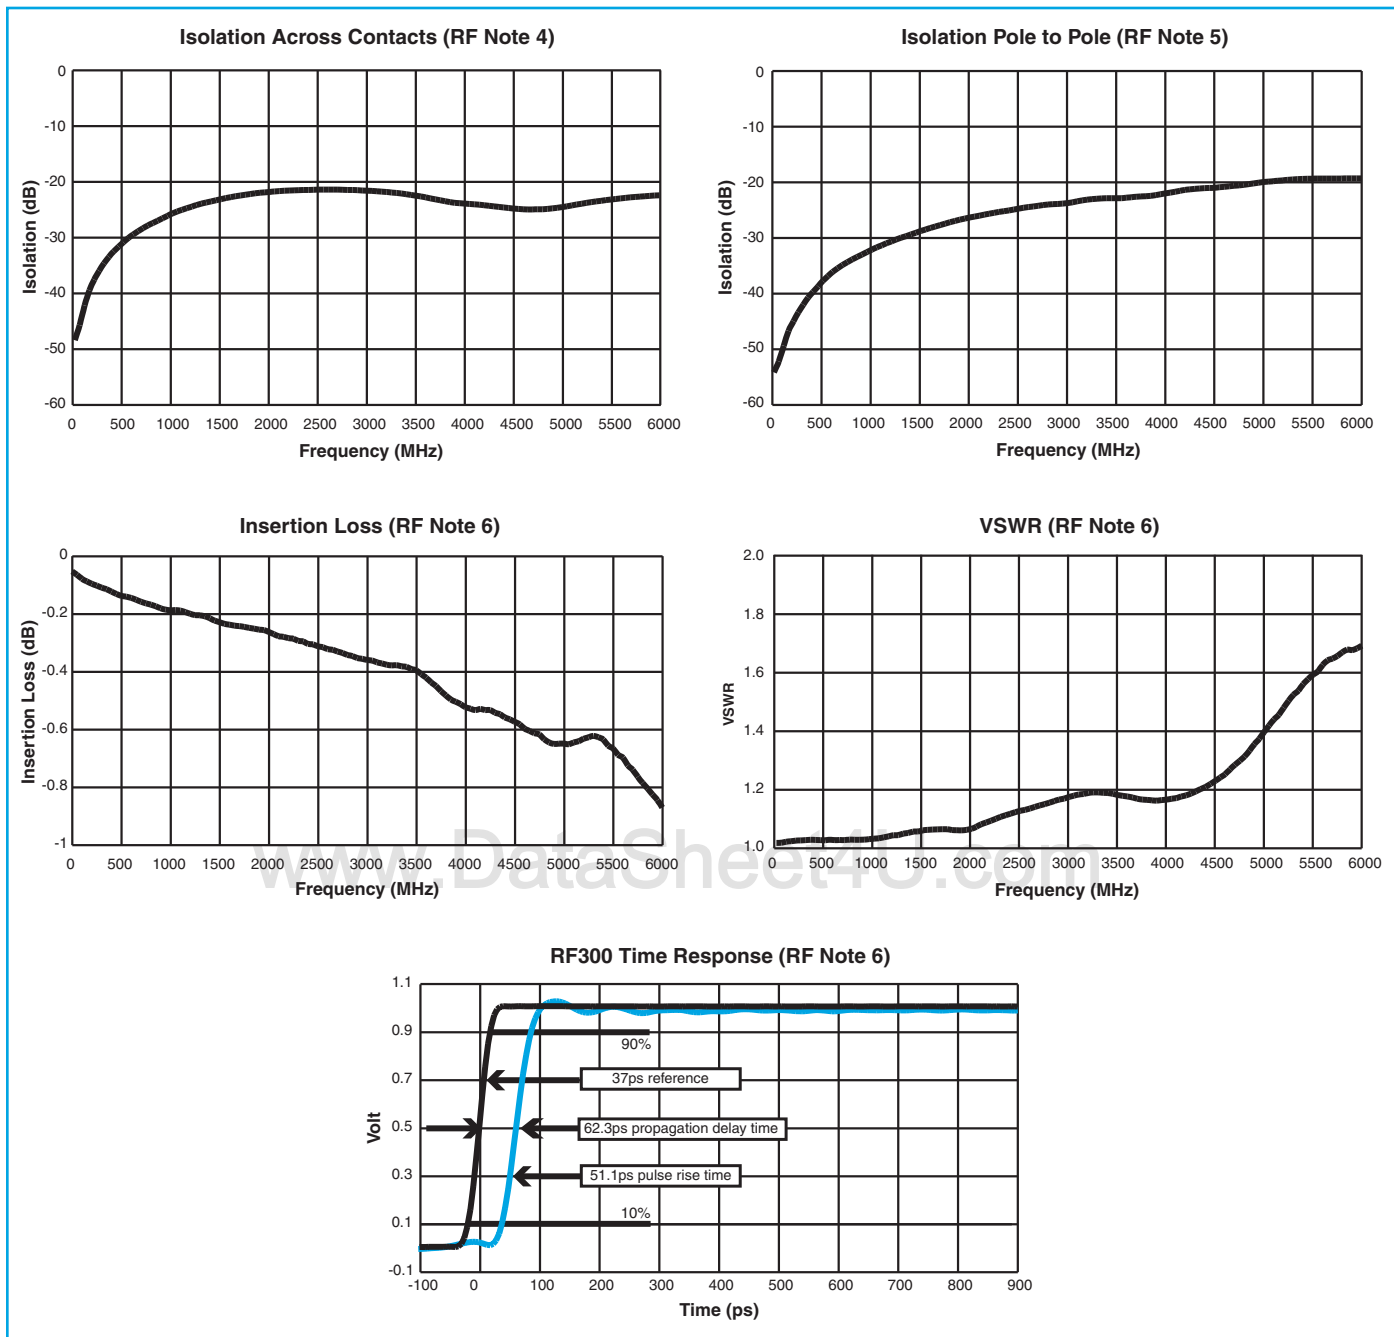 Isolation Across Contacts (RF Note 4)
0
-10
-20
-30
-40
-50
-60
Isolation (dB)
0 500 1000 1500 2000 2500 3000 3500 4000 4500 5000 5500 6000
Frequency (MHz)
Isolation Pole to Pole (RF Note 5)
0
-10
-20
-30
-40
-50
-60
Isolation (dB)
0 500 1000 1500 2000 2500 3000 3500 4000 4500 5000 5500 6000
Frequency (MHz)
Insertion Loss (RF Note 6)
0
-0.2
-0.4
-0.6
-0.8
-1
Insertion Loss (dB)
0 500 1000 1500 2000 2500 3000 3500 4000 4500 5000 5500 6000
Frequency (MHz)
VSWR (RF Note 6)
2.0
1.8
1.6
1.4
1.2
1.0
VSWR
0 500 1000 1500 2000 2500 3000 3500 4000 4500 5000 5500 6000
Frequency (MHz)
www.DataSheet4U.com
RF300 Time Response (RF Note 6)
1.1
0.9
0.7
0.5
0.3
0.1
-0.1
Volt
90%
37ps reference
62.3ps propagation delay time
51.1ps pulse rise time
10%
-100 0 100 200 300 400 500 600 700 800 900
Time (ps)